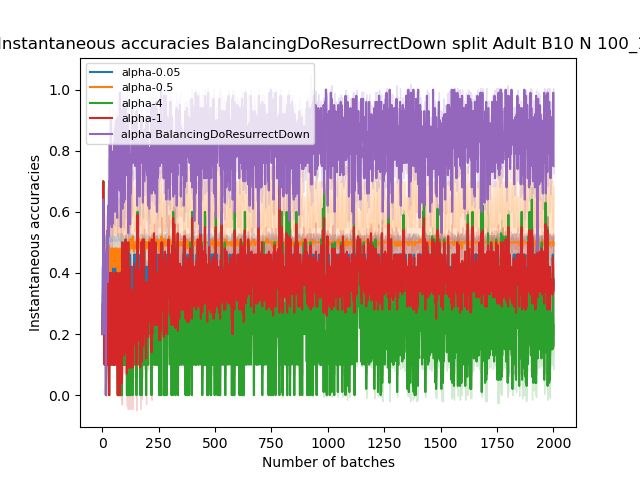 Instantaneous accuracies BalancingDoResurrectDown split Adult B10 N 100_
alpha-0.05
alpha-0.5
alpha-4
alpha-1
alpha BalancingDoResurrectDown
1.0
0.8
0.6
0.4
0.2
0.0
Instantaneous accuracies
0 250 500 750 1000 1250 1500 1750 2000
Number of batches